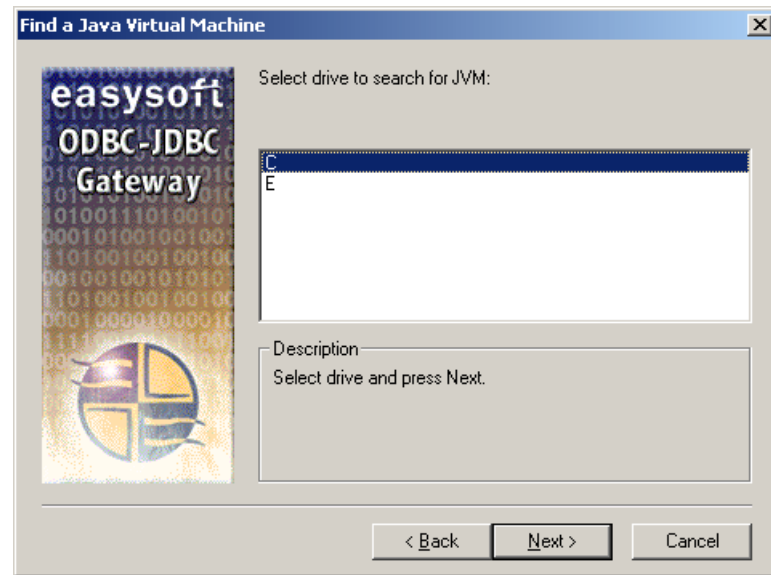 Find a Java Virtual Machine
easysoft
ODBC-JDBC
Gateway
Select drive to search for JVM:
C
E
Description
Select drive and press Next.
< Back
Next >
Cancel